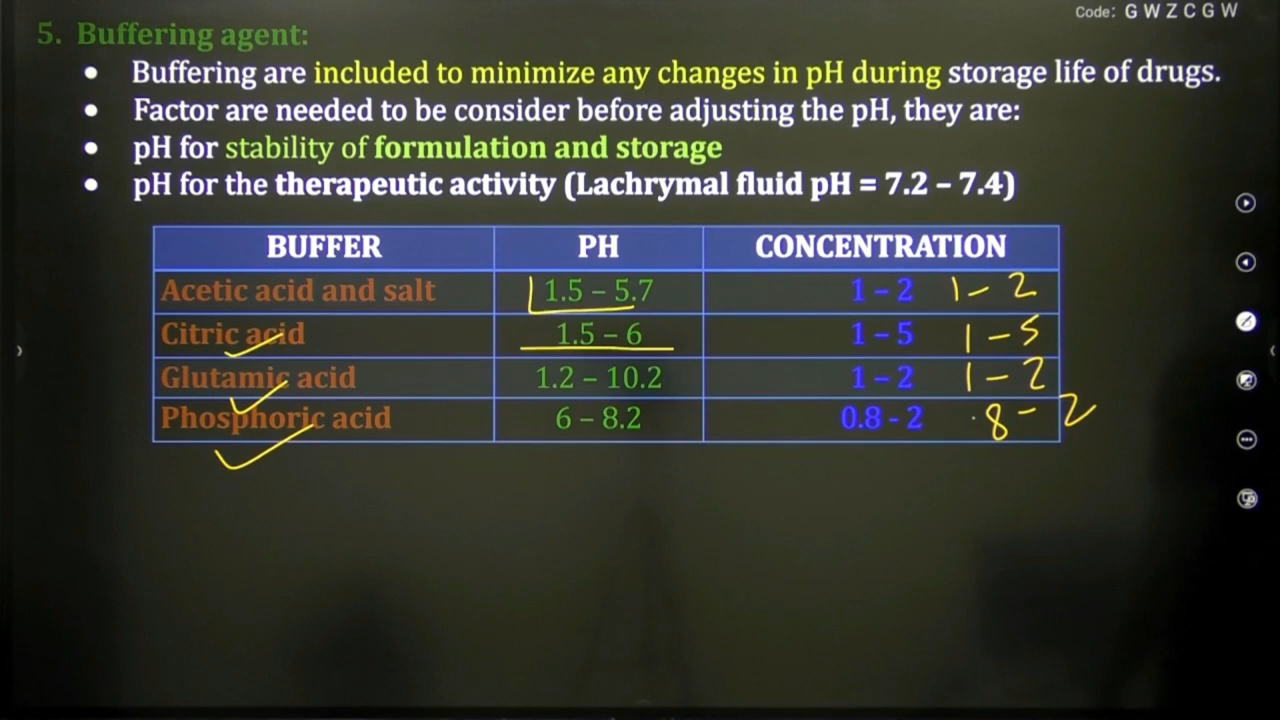 Code: G W Z C G W
5. Buffering agent:
• Buffering are included to minimize any changes in pH during storage life of drugs.
• Factor are needed to be consider before adjusting the pH, they are:
• pH for stability of formulation and storage
• pH for the therapeutic activity (Lachrymal fluid pH = 7.2 – 7.4)
BUFFER PH CONCENTRATION
Acetic acid and salt 1.5 – 5.7 1 – 2 1 – 2
Citric acid 1.5 – 6 1 – 5 1 – 5
Glutamic acid 1.2 – 10.2 1 – 2 1 – 2
Phosphoric acid 6 – 8.2 0.8 - 2 .8 - 2